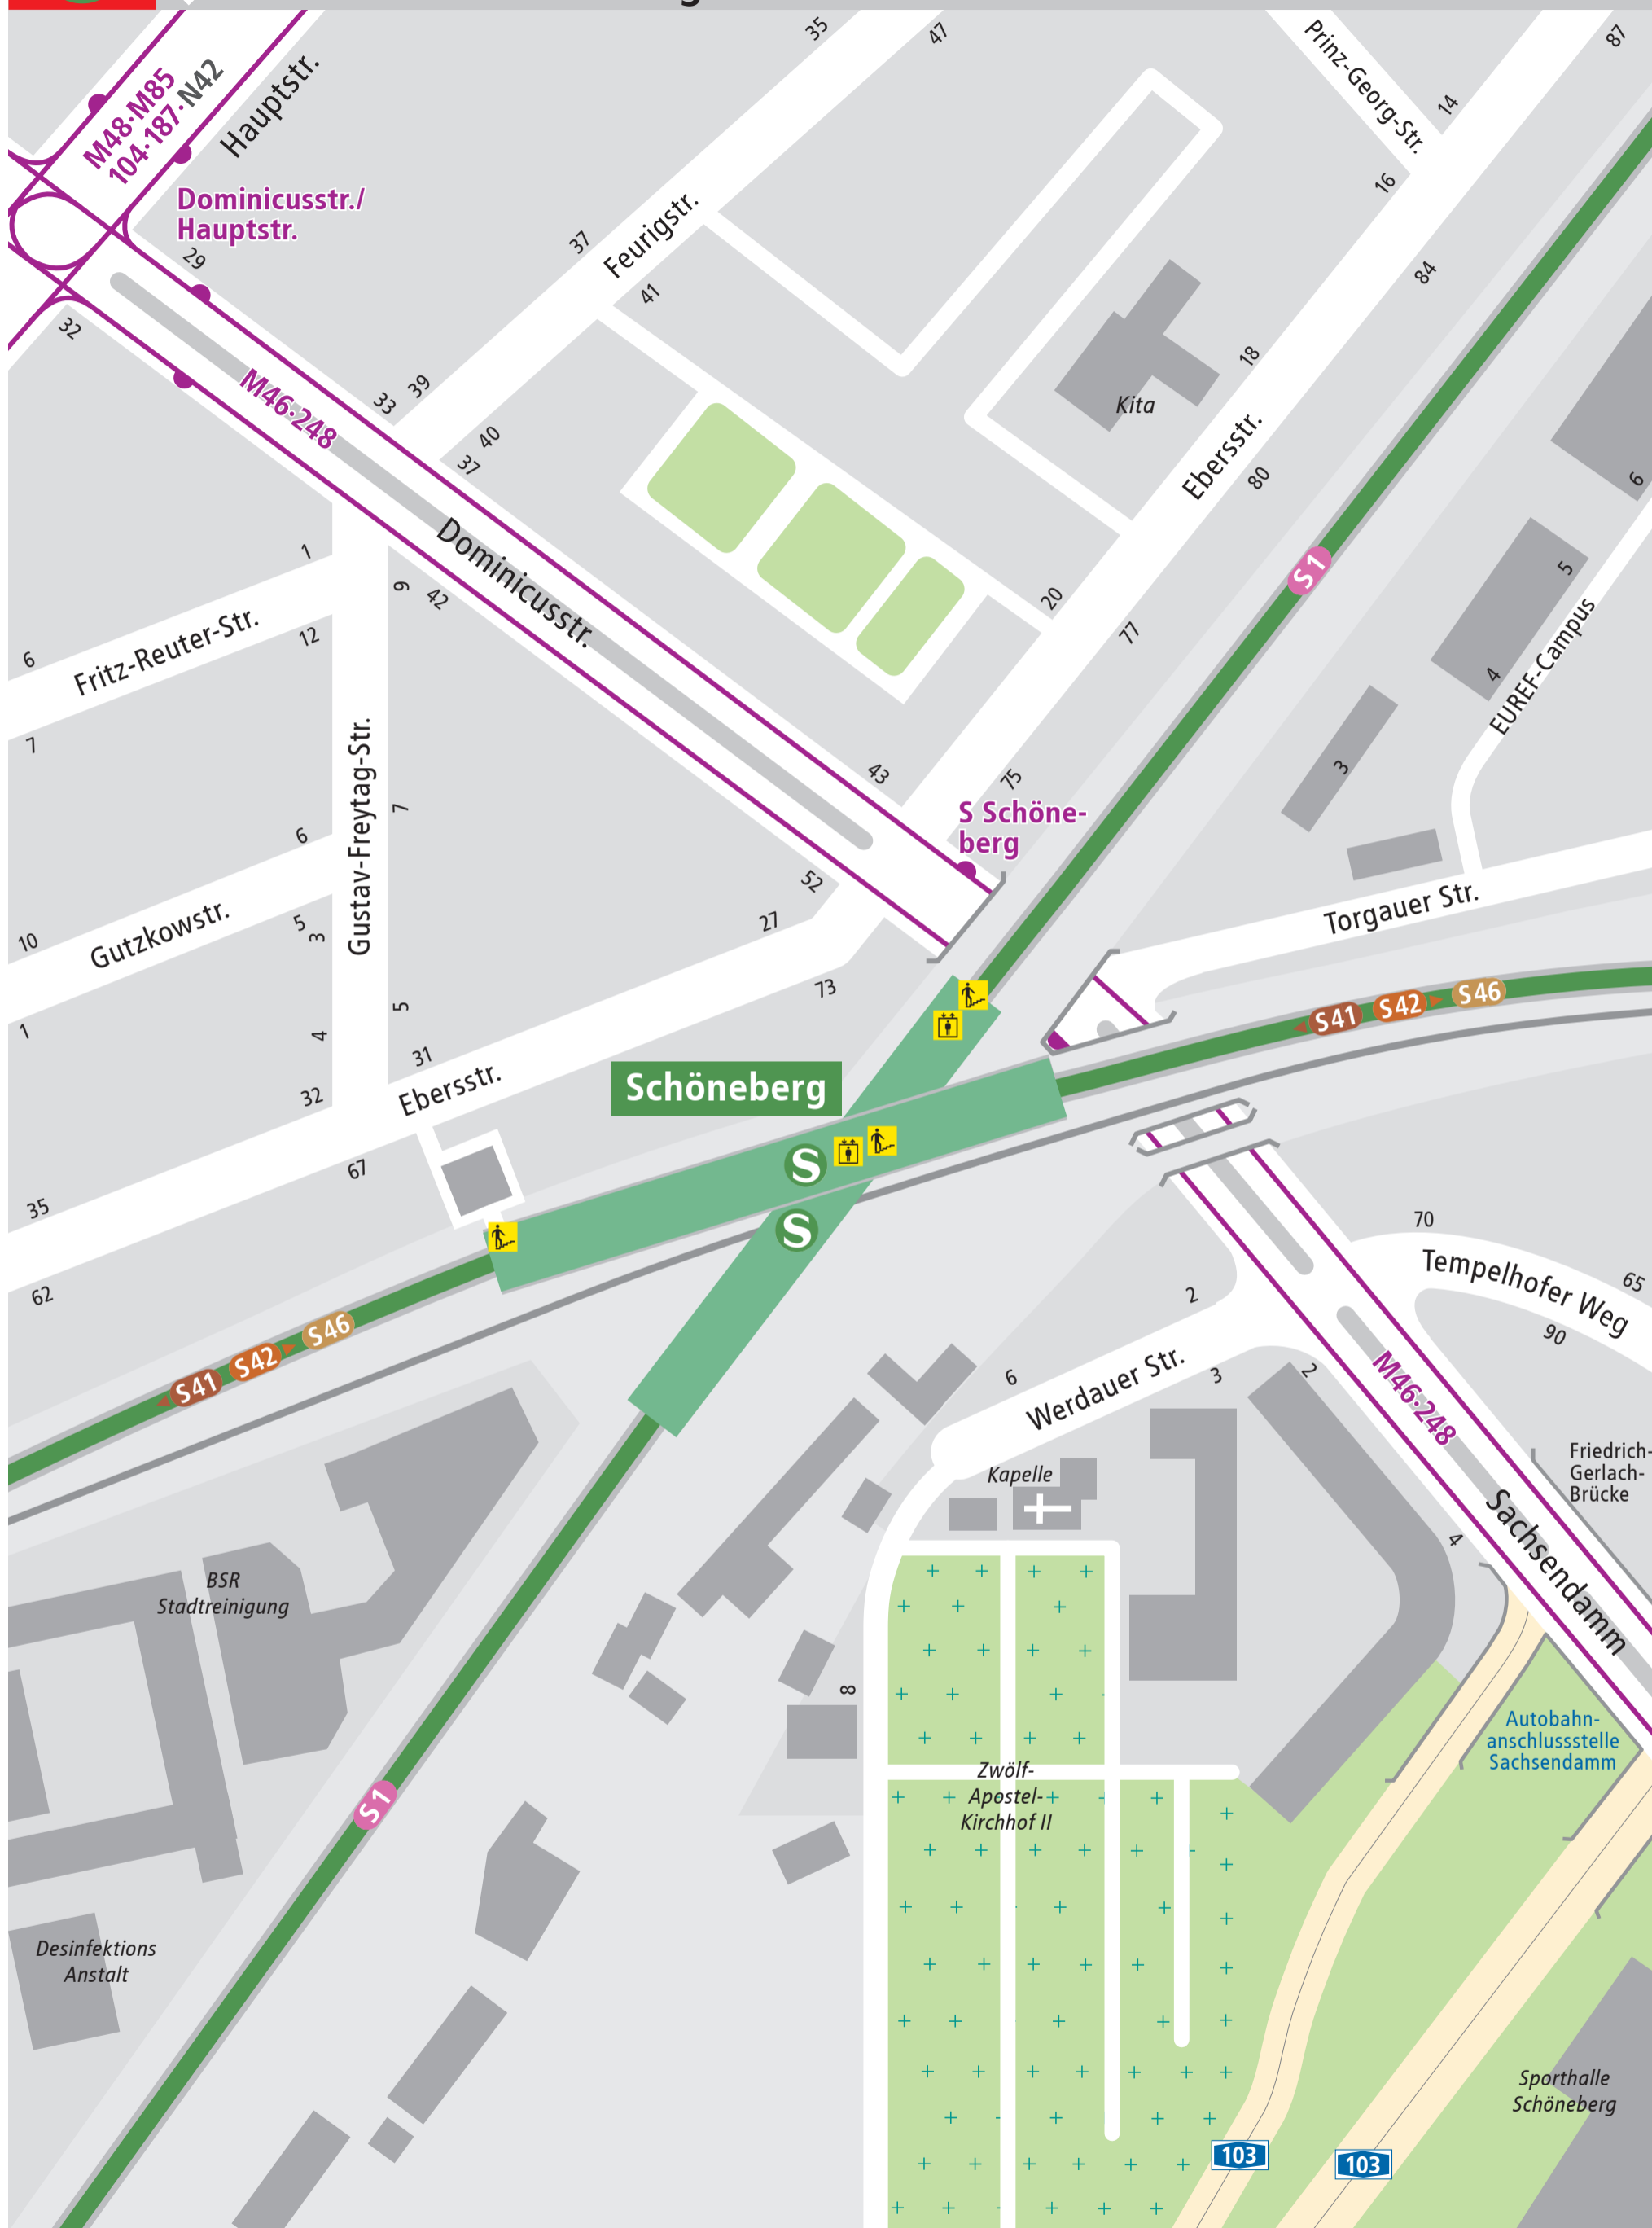 35
47
87
Prinz-Georg-Str.
M48·M85
104·187·N42
Hauptstr.
14
16
Dominicusstr./
Hauptstr.
29
37
Feurigstr.
41
84
32
M46·248
33
39
18
Kita
40
37
Ebersstr.
80
6
Dominicusstr.
1
9
42
S1
5
20
77
12
6
Fritz-Reuter-Str.
EUREF-Campus
4
7
Gustav-Freytag-Str.
3
43
75
7
S Schöne-
berg
6
52
Torgauer Str.
27
5
3
Gutzkowstr.
10
73
S41
S42
S46
5
1
4
31
32
Ebersstr.
Schöneberg
S
67
35
S
70
62
Tempelhofer Weg
65
2
90
S41
S42
S46
6
Werdauer Str.
3
2
M46·248
Friedrich-
Gerlach-
Brücke
Kapelle
4
Sachsendamm
BSR
Stadtreinigung
8
Autobahn-
anschlussstelle
Sachsendamm
Zwölf-
Apostel-
Kirchhof II
S1
Desinfektions
Anstalt
Sporthalle
Schöneberg
103
103